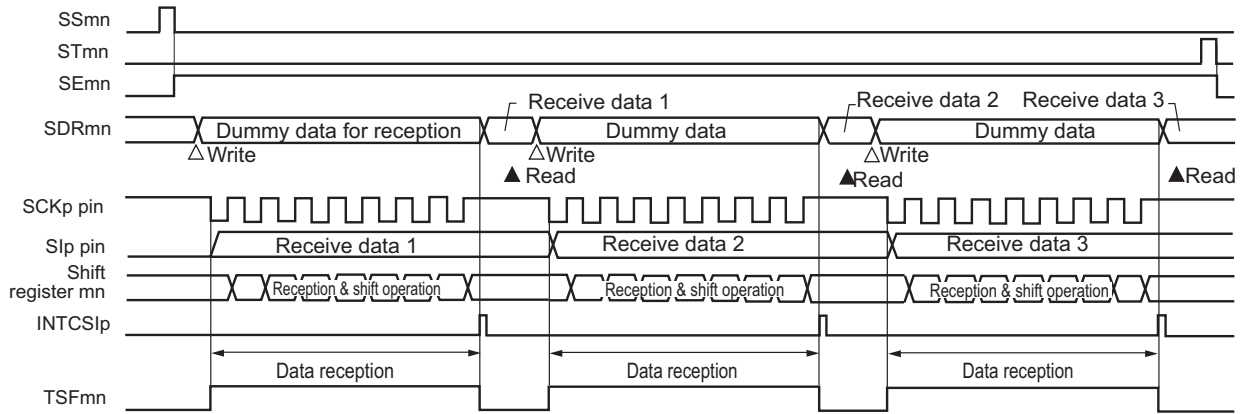 SSmn
STmn
SEmn
Receive data 1
Receive data 2 Receive data 3
SDRmn
Dummy data for reception
Dummy data
Dummy data
△Write
△Write
△Write
▲ Read
▲Read
▲Read
SCKp pin
SIp pin
Receive data 1
Receive data 2
Receive data 3
Shift
register mn
Reception & shift operation
Reception & shift operation
Reception & shift operation
INTCSIp
Data reception
Data reception
Data reception
TSFmn